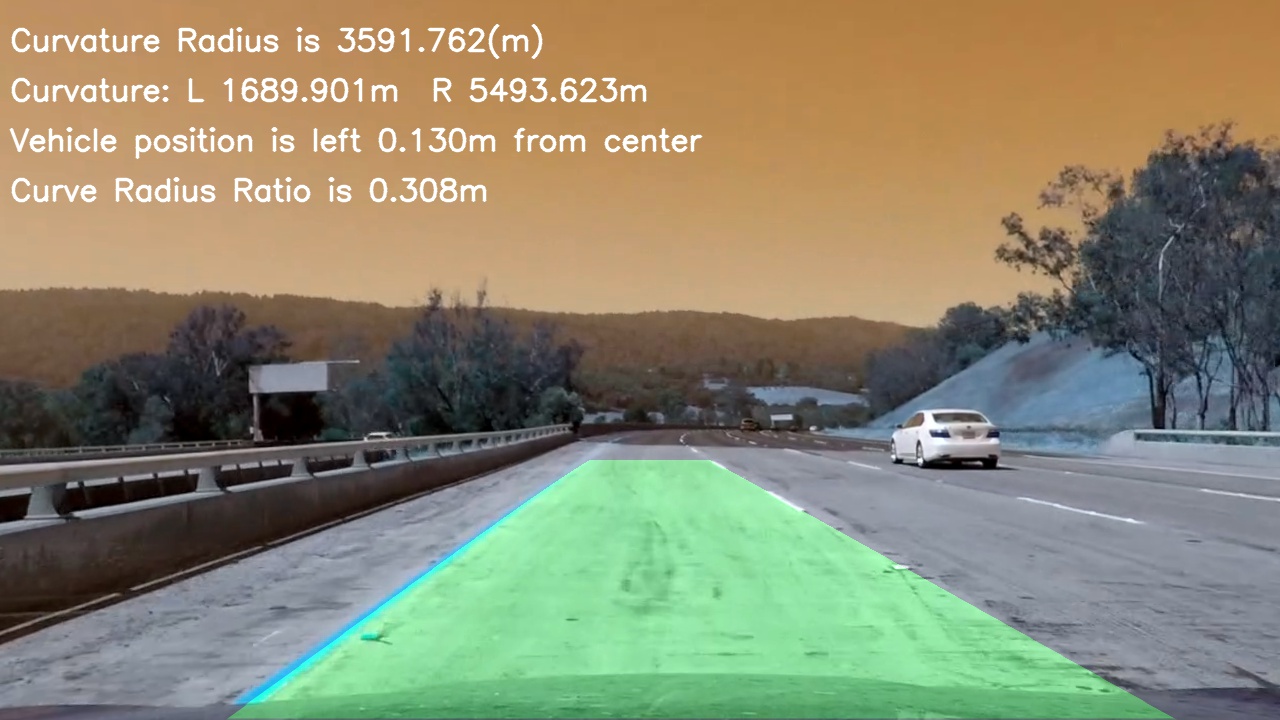 Curvature Radius is 3591.762(m)
Curvature: L 1689.901m R 5493.623m
Vehicle position is left 0.130m from center
Curve Radius Ratio is 0.308m